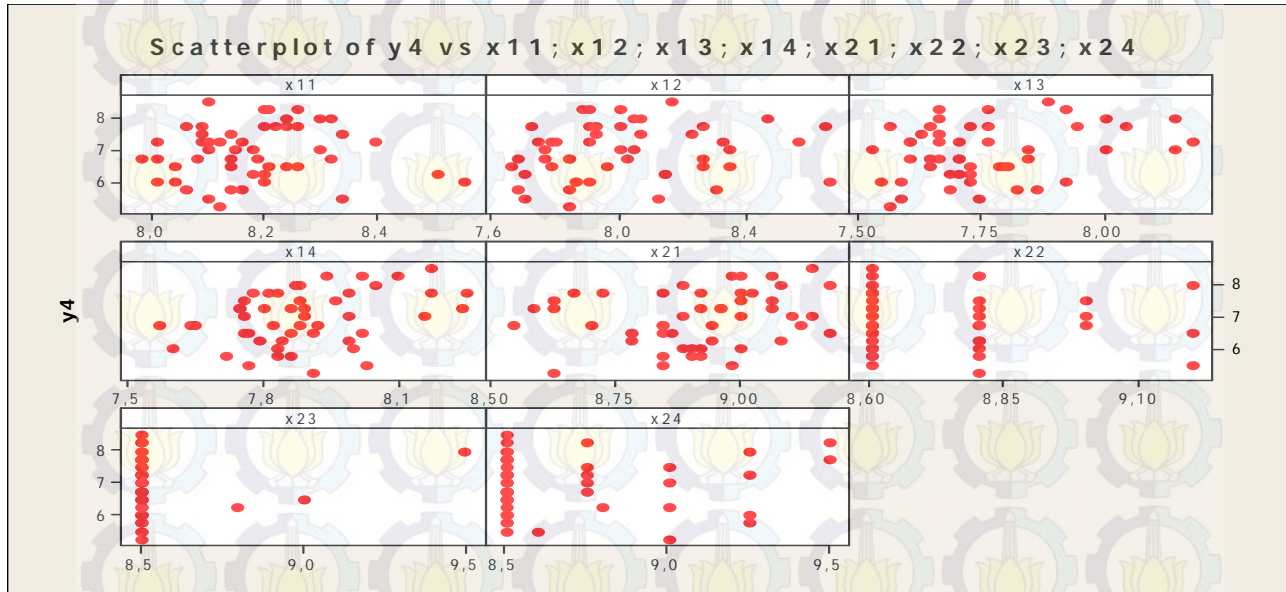 Scatterplot of y4 vs x11; x12; x13; x14; x21; x22; x23; x24
x11 x12 x13
8
7
6
8,0 8,2 8,4 7,6 8,0 8,4 7,50 7,75 8,00
x14 x21 x22
y4
8
7
6
7,5 7,8 8,1 8,50 8,75 9,00 8,60 8,85 9,10
x23 x24
8
7
6
8,5 9,0 9,5 8,5 9,0 9,5